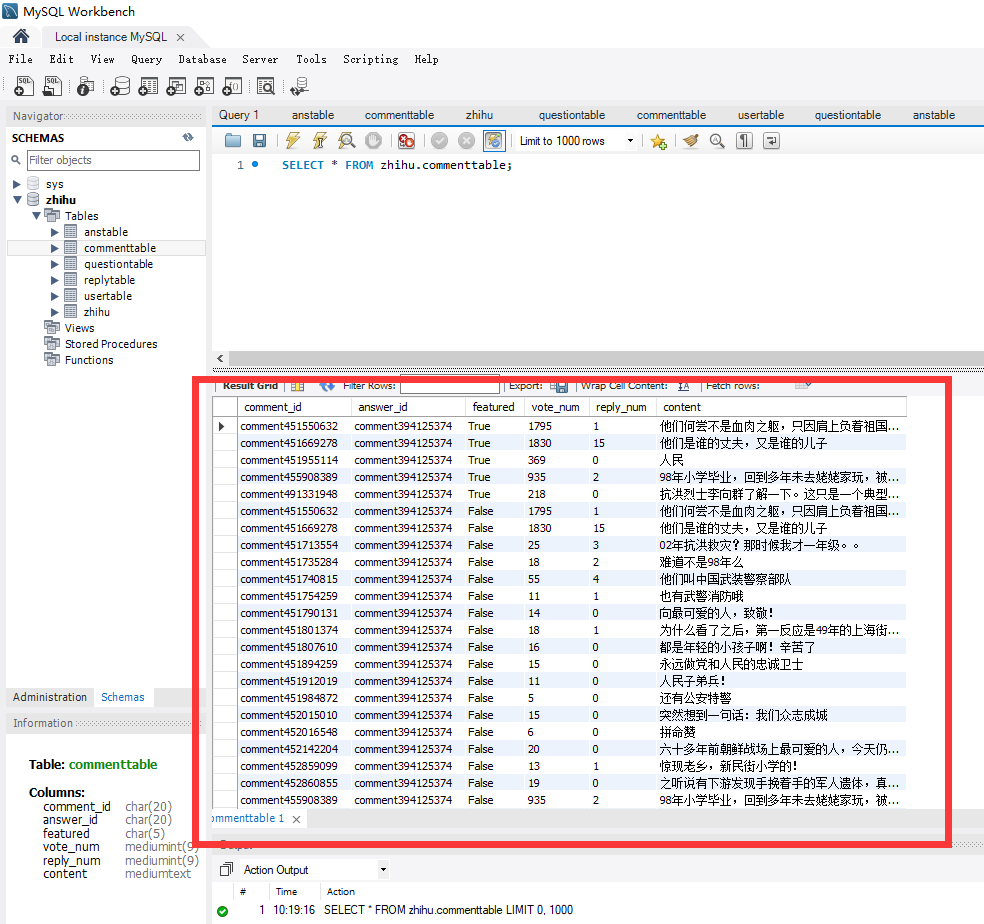 MySQL Workbench
Local instance MySQL
File Edit View Query Database Server Tools Scripting Help
Navigator
SCHEMAS
Filter objects
sys
zhihu
Tables
anstable
commenttable
questiontable
replytable
usertable
zhihu
Views
Stored Procedures
Functions
Administration Schemas
Information
Table: commenttable
Columns:
comment_id char(20)
answer_id char(20)
featured char(5)
vote_num mediumint(9)
reply_num mediumint(9)
content mediumtext
Query 1 anstable commenttable zhihu questiontable commenttable usertable questiontable anstable
Limit to 1000 rows
1 SELECT * FROM zhihu.commenttable;
Result Grid Filter Rows: Export: Wrap Cell Content: Fetch rows:
comment_id answer_id featured vote_num reply_num content
comment451550632 comment394125374 True 1795 1 他们何尝不是血肉之躯，只因肩上负着祖国...
comment451669278 comment394125374 True 1830 15 他们是谁的丈夫，又是谁的儿子
comment451955114 comment394125374 True 369 0 人民
comment455908389 comment394125374 True 935 2 98年小学毕业，回到多年未去姥姥家玩，被...
comment491331948 comment394125374 True 218 0 抗洪烈士李向群了解一下。这只是一个典型...
comment451550632 comment394125374 False 1795 1 他们何尝不是血肉之躯，只因肩上负着祖国...
comment451669278 comment394125374 False 1830 15 他们是谁的丈夫，又是谁的儿子
comment451713554 comment394125374 False 25 3 02年抗洪救灾？那时候我才一年级。。
comment451735284 comment394125374 False 18 2 难道不是98年么
comment451740815 comment394125374 False 55 4 他们叫中国武装警察部队
comment451754259 comment394125374 False 11 1 也有武警消防哦
comment451790131 comment394125374 False 14 0 向最可爱的人，致敬！
comment451801374 comment394125374 False 18 1 为什么看了之后，第一反应是49年的上海街...
comment451807610 comment394125374 False 16 0 都是年轻的小孩子啊！辛苦了
comment451894259 comment394125374 False 15 0 永远做党和人民的忠诚卫士
comment451912019 comment394125374 False 11 0 人民子弟兵！
comment451984872 comment394125374 False 5 0 还有公安特警
comment452015010 comment394125374 False 15 0 突然想到一句话：我们众志成城
comment452016548 comment394125374 False 6 0 拼命赞
comment452142204 comment394125374 False 20 0 六十多年前朝鲜战场上最可爱的人，今天仍...
comment452859099 comment394125374 False 13 1 惊现老乡，新民街小学的！
comment452860855 comment394125374 False 19 0 之听说有下游发现手挽着手的军人遗体，真...
comment455908389 comment394125374 False 935 2 98年小学毕业，回到多年未去姥姥家玩，被...
ommenttable 1
Output
Action Output
# Time Action
1 10:19:16 SELECT * FROM zhihu.commenttable LIMIT 0, 1000